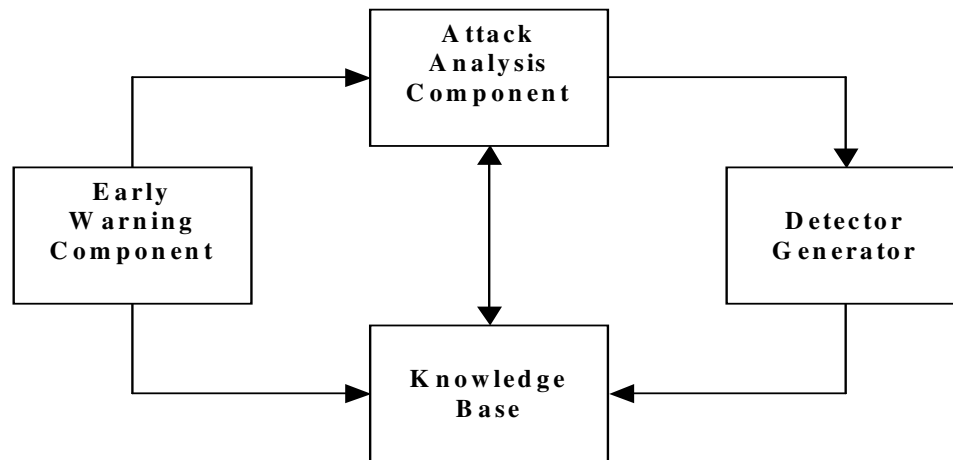 Attack
Analysis
Component
Early
Warning
Component
Detector
Generator
Knowledge
Base